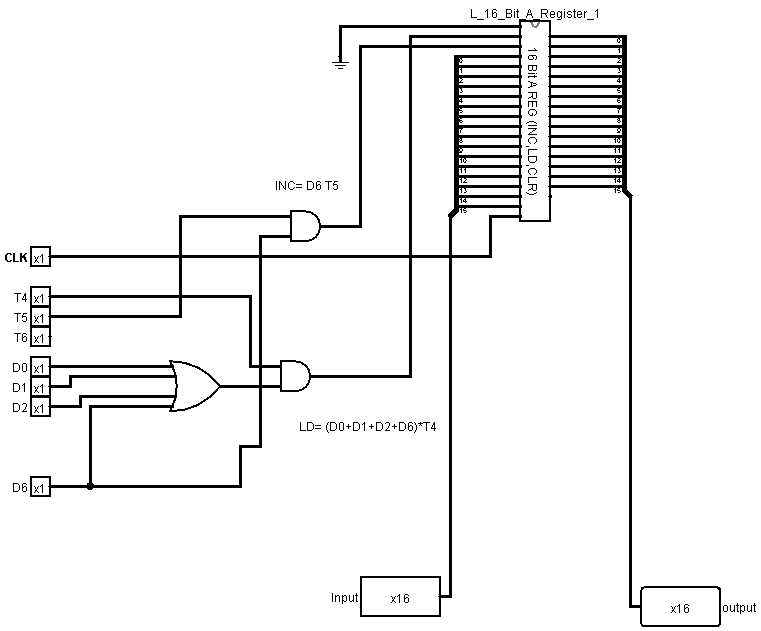 L_16_Bit_A_Register_1
16 Bit A REG (INC,LD,CLR)
0
1
2
3
4
5
6
7
8
9
10
11
12
13
14
15
0
1
2
3
4
5
6
7
8
9
10
11
12
13
14
15
INC= D6 T5
CLK x1
T4 x1
T5 x1
T6 x1
D0 x1
D1 x1
D2 x1
LD= (D0+D1+D2+D6)*T4
D6 x1
Input x16
x16 output